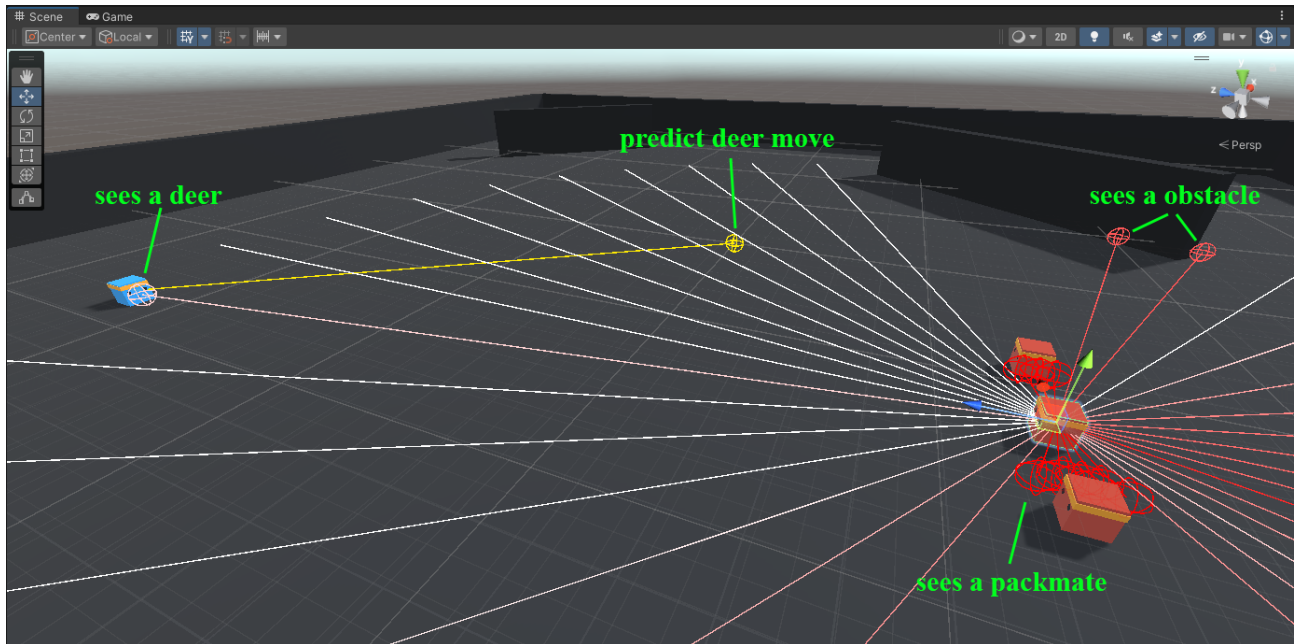 Scene Game
Center Local 2D
y
x
z
Persp
predict deer move
sees a deer
sees a obstacle
sees a packmate